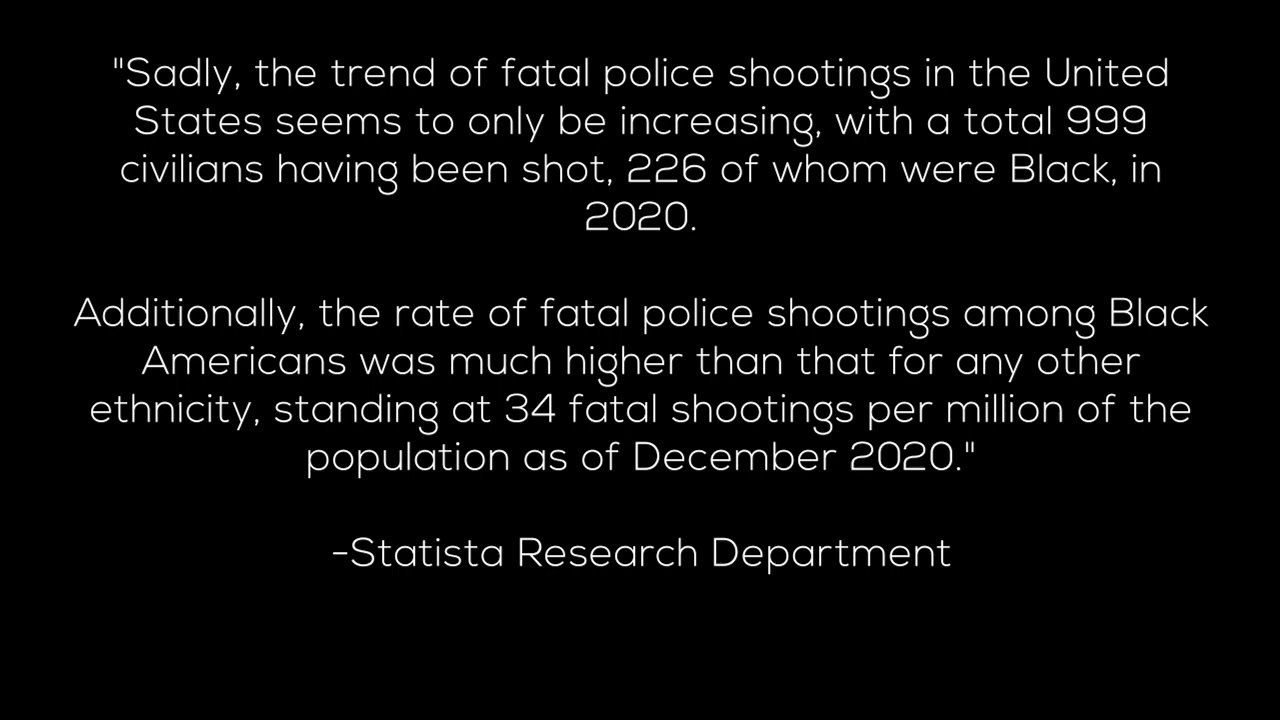 "Sadly, the trend of fatal police shootings in the United
States seems to only be increasing, with a total 999
civilians having been shot, 226 of whom were Black, in
2020.
Additionally, the rate of fatal police shootings among Black
Americans was much higher than that for any other
ethnicity, standing at 34 fatal shootings per million of the
population as of December 2020."
-Statista Research Department